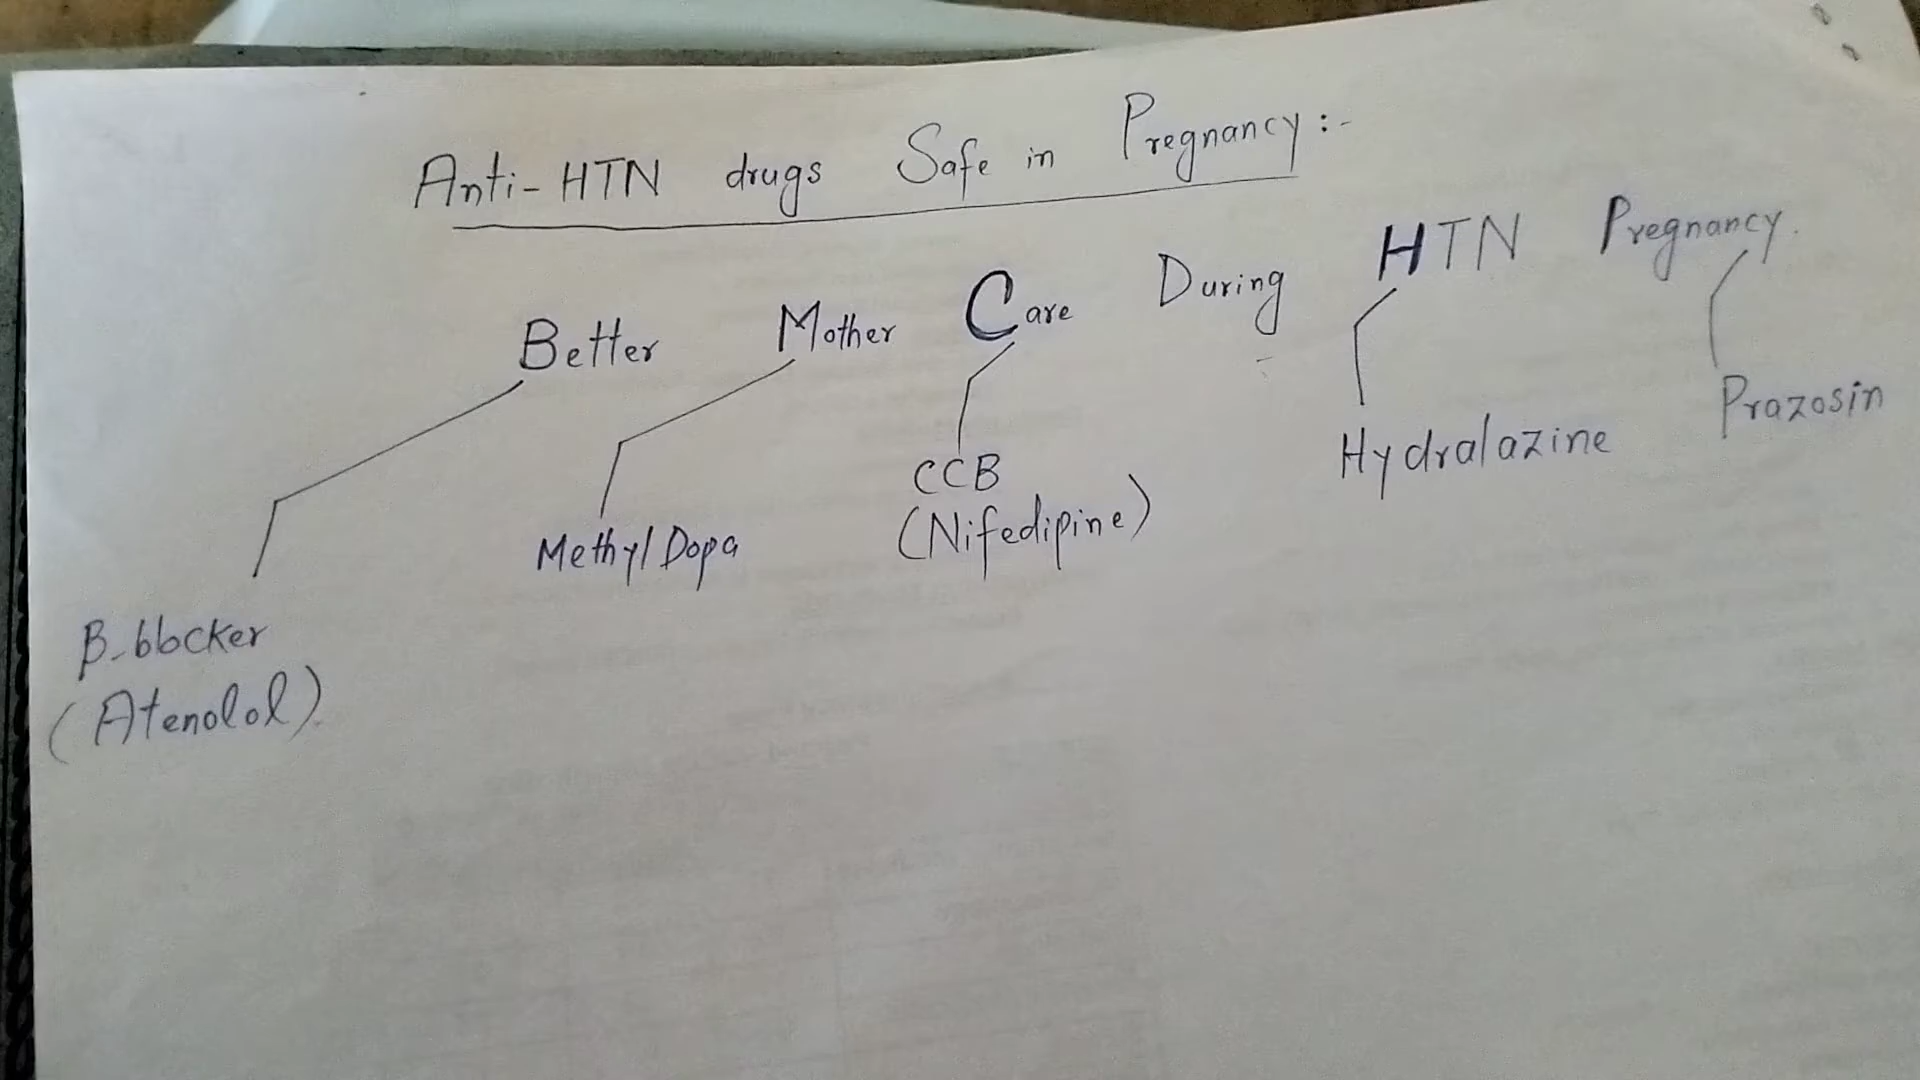 Anti-HTN drugs Safe in Pregnancy:-
Better Mother Care During HTN Pregnancy.
Prazosin
Hydralazine
CCB
(Nifedipine)
Methyl Dopa
β-blocker
(Atenolol)